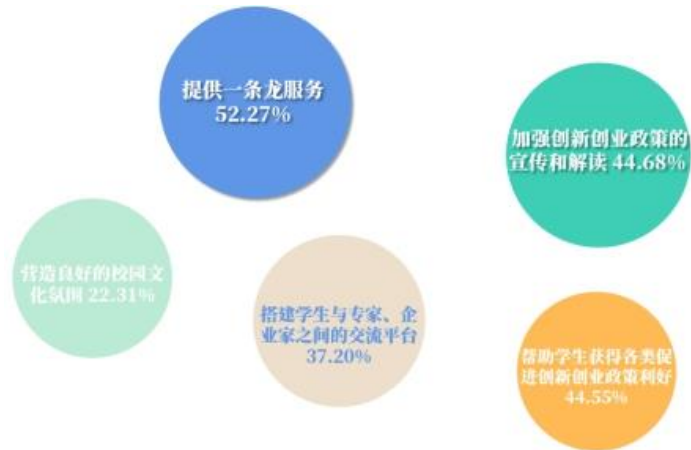 提供一条龙服务
52.27%
加强创新创业政策的
宣传和解读 44.68%
营造良好的校园文
化氛围 22.31%
搭建学生与专家、企
业家之间的交流平台
37.20%
帮助学生获得各类促
进创新创业政策利好
44.55%